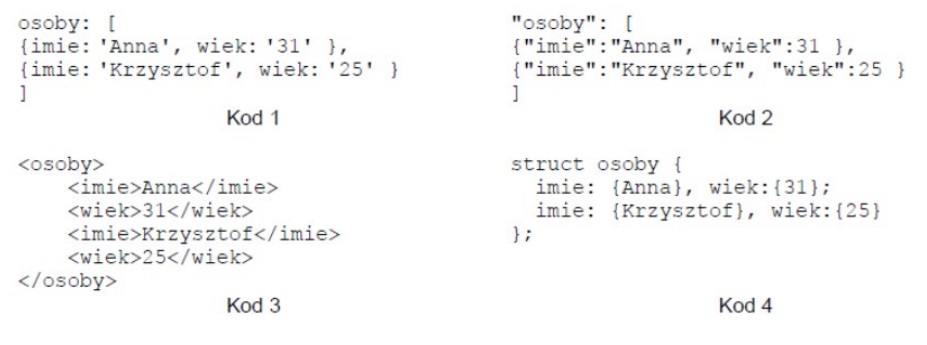 osoby: [
{imie: 'Anna', wiek: '31' },
{imie: 'Krzysztof', wiek: '25' }
]
Kod 1
"osoby": [
{"imie":"Anna", "wiek":31 },
{"imie":"Krzysztof", "wiek":25 }
]
Kod 2
<osoby>
    <imie>Anna</imie>
    <wiek>31</wiek>
    <imie>Krzysztof</imie>
    <wiek>25</wiek>
</osoby>
Kod 3
struct osoby {
  imie: {Anna}, wiek:{31};
  imie: {Krzysztof}, wiek:{25}
};
Kod 4